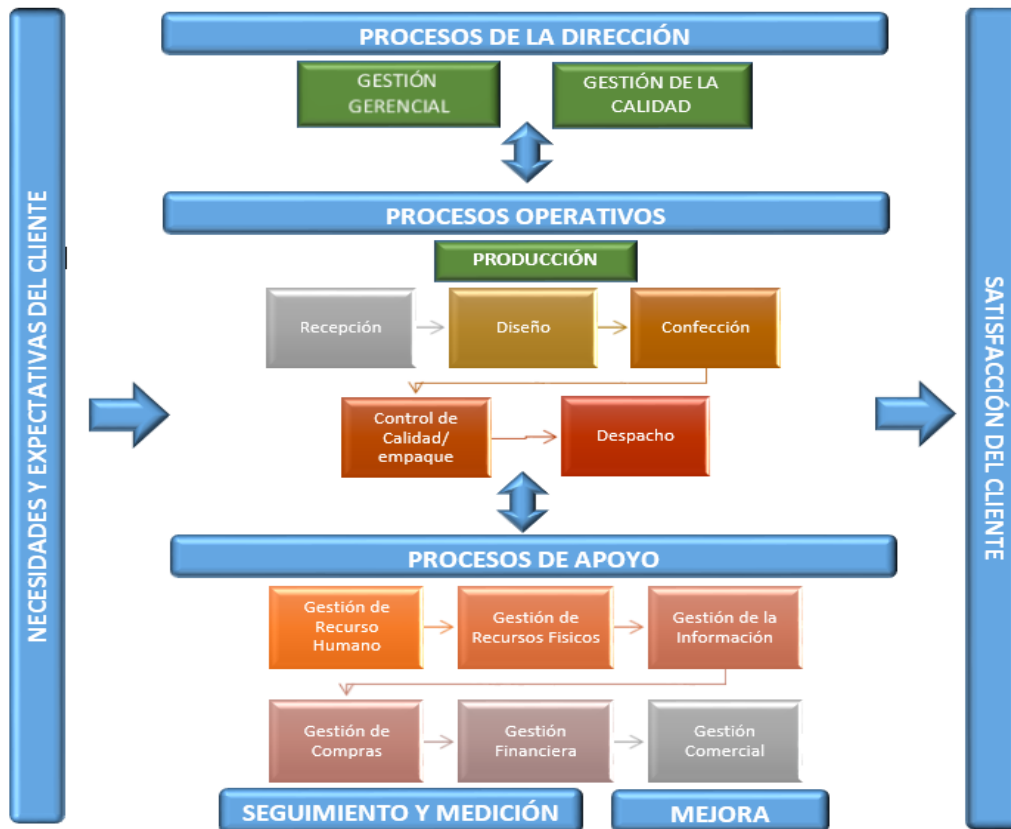 NECESIDADES Y EXPECTATIVAS DEL CLIENTE
PROCESOS DE LA DIRECCIÓN
GESTIÓN
GERENCIAL
GESTIÓN DE LA
CALIDAD
PROCESOS OPERATIVOS
PRODUCCIÓN
Recepción
Diseño
Confección
Control de
Calidad/
empaque
Despacho
PROCESOS DE APOYO
Gestión de
Recurso
Humano
Gestión de
Recursos Fisicos
Gestión de la
Información
Gestión de
Compras
Gestión
Financiera
Gestión
Comercial
SEGUIMIENTO Y MEDICIÓN
MEJORA
SATISFACCIÓN DEL CLIENTE